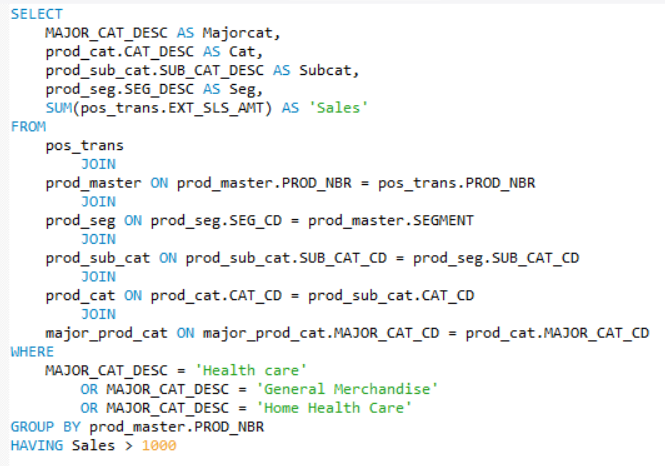 SELECT
MAJOR_CAT_DESC AS Majorcat,
prod_cat.CAT_DESC AS Cat,
prod_sub_cat.SUB_CAT_DESC AS Subcat,
prod_seg.SEG_DESC AS Seg,
SUM(pos_trans.EXT_SLS_AMT) AS 'Sales'
FROM
pos_trans
JOIN
prod_master ON prod_master.PROD_NBR = pos_trans.PROD_NBR
JOIN
prod_seg ON prod_seg.SEG_CD = prod_master.SEGMENT
JOIN
prod_sub_cat ON prod_sub_cat.SUB_CAT_CD = prod_seg.SUB_CAT_CD
JOIN
prod_cat ON prod_cat.CAT_CD = prod_sub_cat.CAT_CD
JOIN
major_prod_cat ON major_prod_cat.MAJOR_CAT_CD = prod_cat.MAJOR_CAT_CD
WHERE
MAJOR_CAT_DESC = 'Health care'
OR MAJOR_CAT_DESC = 'General Merchandise'
OR MAJOR_CAT_DESC = 'Home Health Care'
GROUP BY prod_master.PROD_NBR
HAVING Sales > 1000